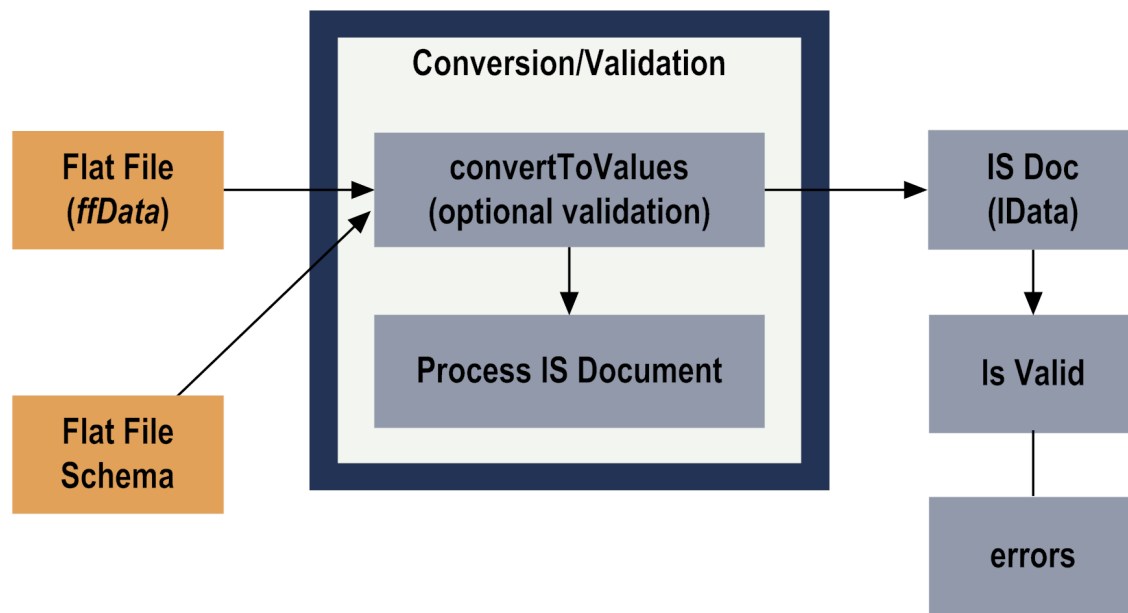 Conversion/Validation
Flat File
(ffData)
convertToValues
(optional validation)
IS Doc
(IData)
Process IS Document
Is Valid
Flat File
Schema
errors